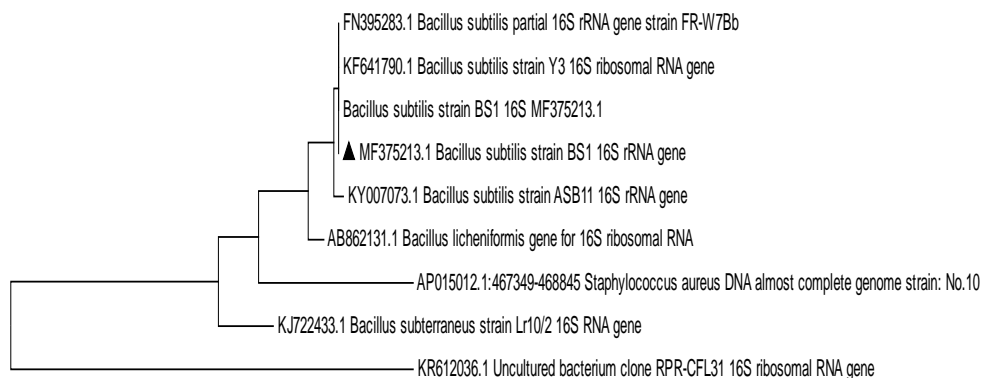 FN395283.1 Bacillus subtilis partial 16S rRNA gene strain FR-W7Bb
KF641790.1 Bacillus subtilis strain Y3 16S ribosomal RNA gene
Bacillus subtilis strain BS1 16S MF375213.1
MF375213.1 Bacillus subtilis strain BS1 16S rRNA gene
KY007073.1 Bacillus subtilis strain ASB11 16S rRNA gene
AB862131.1 Bacillus licheniformis gene for 16S ribosomal RNA
AP015012.1:467349-468845 Staphylococcus aureus DNA almost complete genome strain: No.10
KJ722433.1 Bacillus subterraneus strain Lr10/2 16S RNA gene
KR612036.1 Uncultured bacterium clone RPR-CFL31 16S ribosomal RNA gene